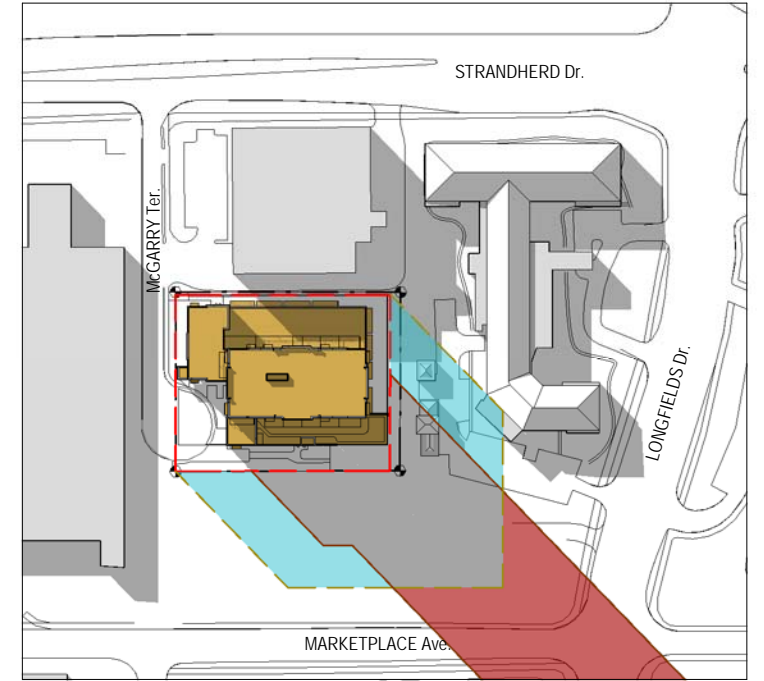 STRANDHERD Dr.
McGARRY Ter.
LONGFIELDS Dr.
MARKETPLACE Ave.